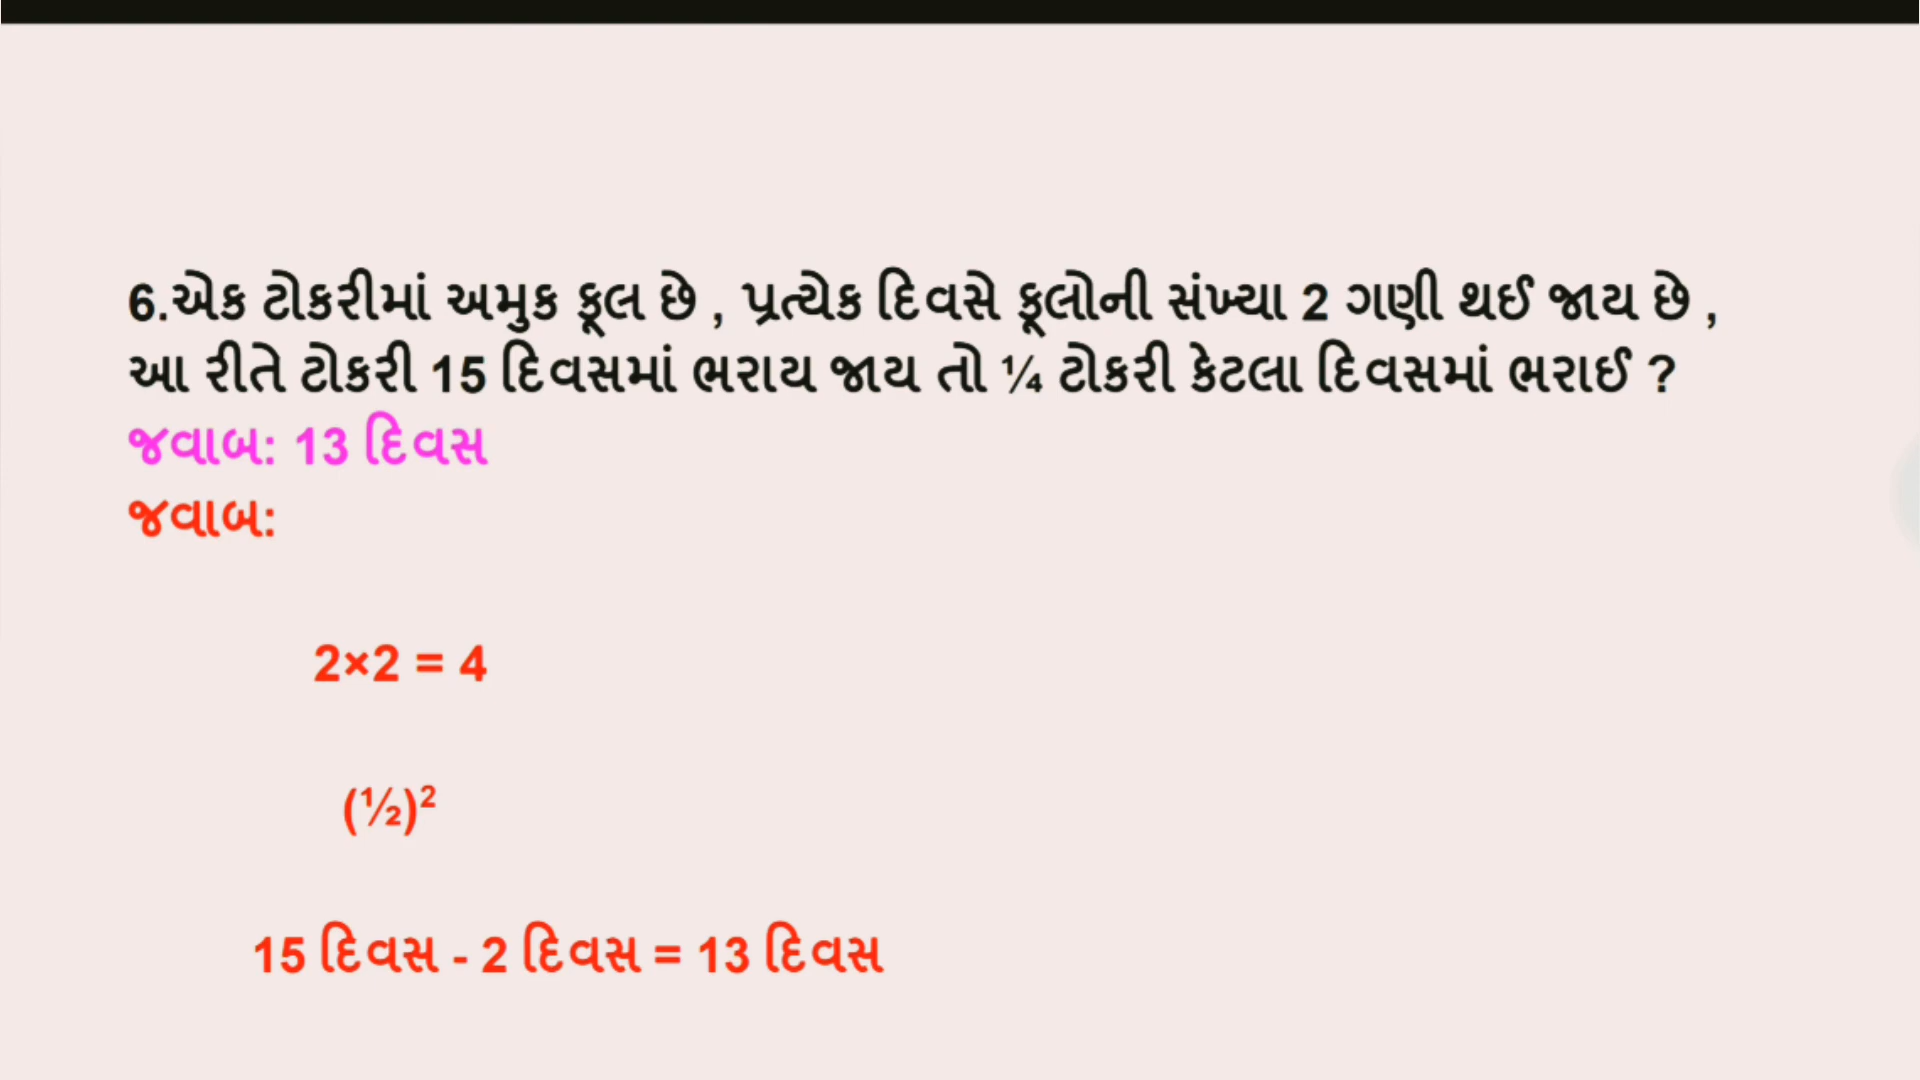 6.એક ટોકરીમાં અમુક ફૂલ છે , પ્રત્યેક દિવસે ફૂલોની સંખ્યા 2 ગણી થઈ જાય છે ,
આ રીતે ટોકરી 15 દિવસમાં ભરાય જાય તો ¼ ટોકરી કેટલા દિવસમાં ભરાઈ ?
જવાબ: 13 દિવસ
જવાબ:
2×2 = 4
(½)²
15 દિવસ - 2 દિવસ = 13 દિવસ